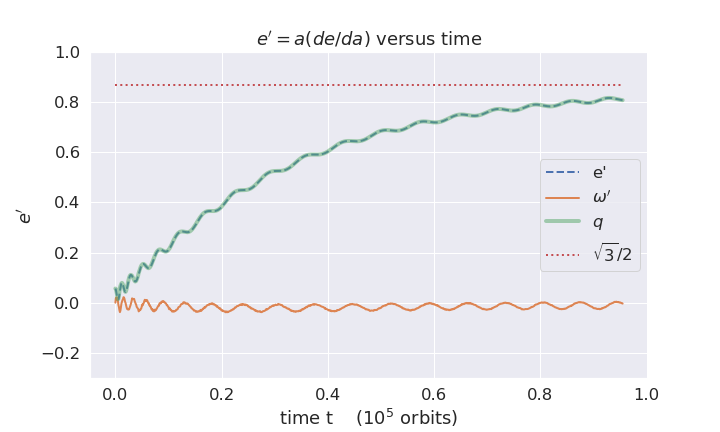 e′ = a(de/da) versus time
1.0
0.8
0.6
0.4
0.2
0.0
−0.2
e′
e'
ω′
q
√3/2
0.0 0.2 0.4 0.6 0.8 1.0
time t (10⁵ orbits)